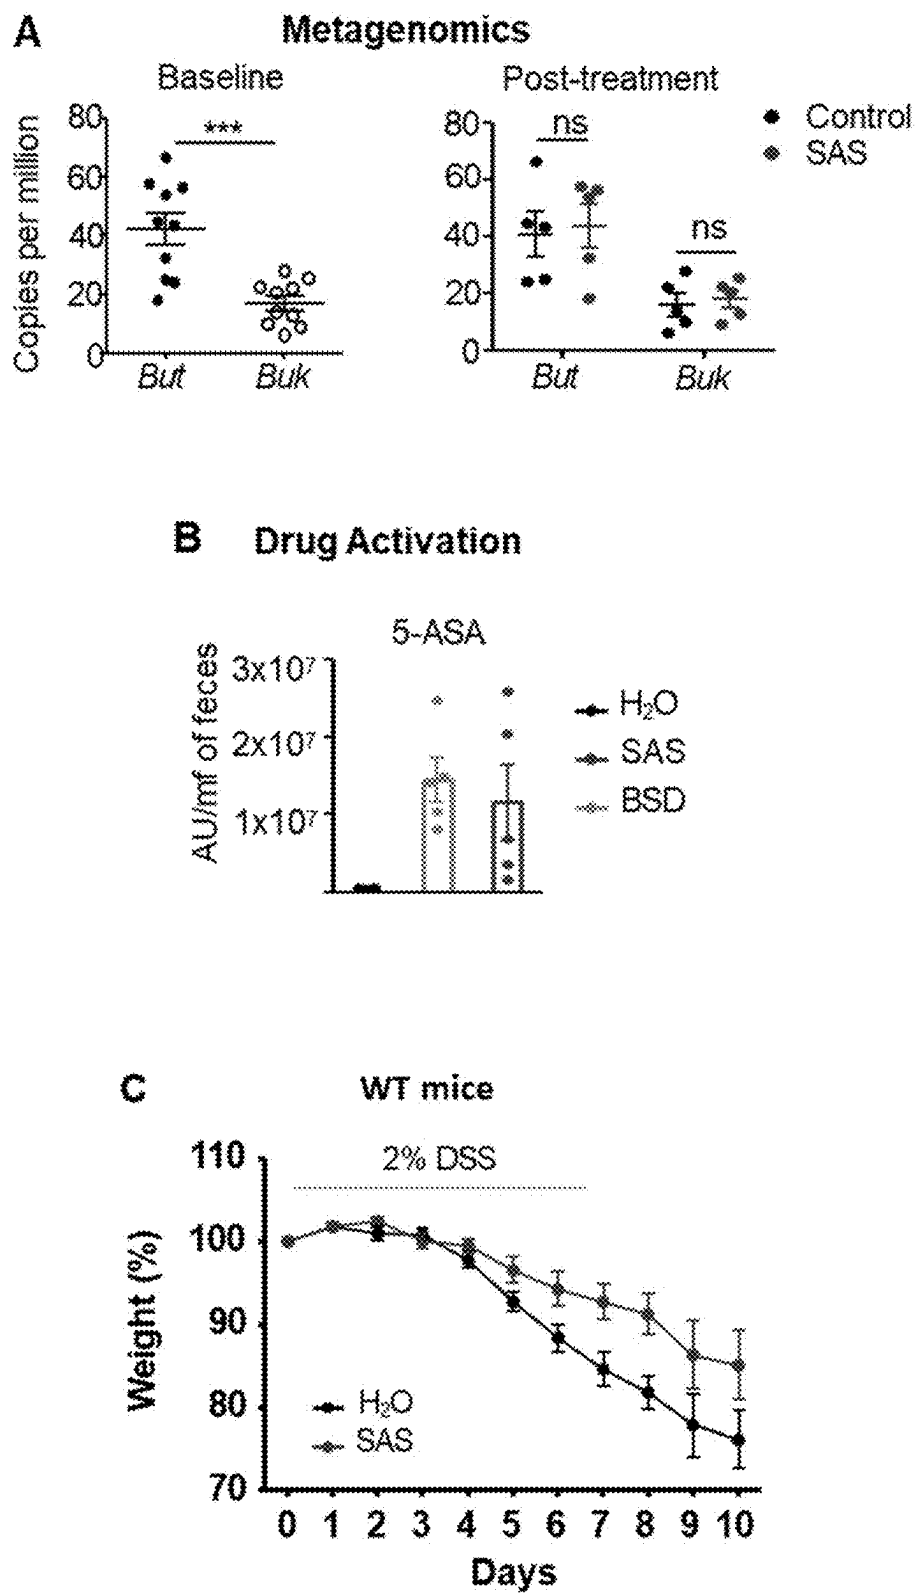 A
Metagenomics
Baseline
Post-treatment
Copies per million
80
60
40
20
0
***
But
Buk
80
60
40
20
0
ns
ns
But
Buk
Control
SAS
B
Drug Activation
5-ASA
AU/mf of feces
3x10⁷
2x10⁷
1x10⁷
H₂O
SAS
BSD
C
WT mice
2% DSS
Weight (%)
110
100
90
80
70
H₂O
SAS
0 1 2 3 4 5 6 7 8 9 10
Days